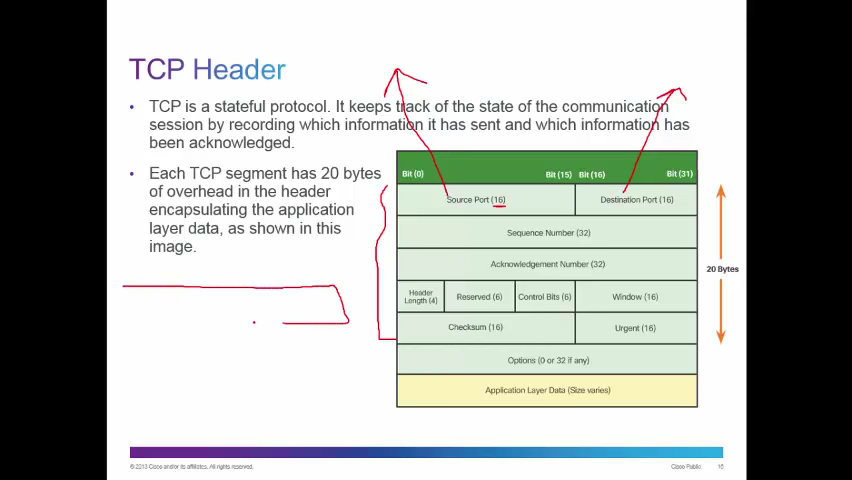 TCP Header
• TCP is a stateful protocol. It keeps track of the state of the communication
session by recording which information it has sent and which information has
been acknowledged.
• Each TCP segment has 20 bytes
of overhead in the header
encapsulating the application
layer data, as shown in this
image.
Bit (0) Bit (15) Bit (16) Bit (31)
Source Port (16) Destination Port (16)
Sequence Number (32)
Acknowledgement Number (32)
Header
Length (4) Reserved (6) Control Bits (6) Window (16)
Checksum (16) Urgent (16)
Options (0 or 32 if any)
Application Layer Data (Size varies)
20 Bytes
© 2013 Cisco and/or its affiliates. All rights reserved. Cisco Public 16